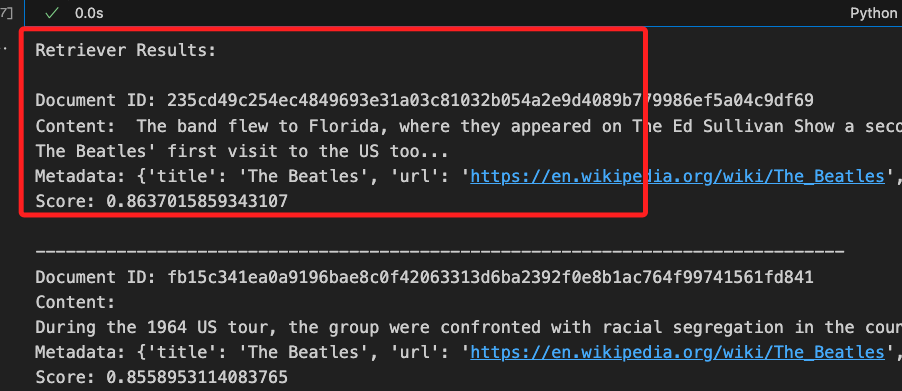 7] ✓ 0.0s Python
Retriever Results:
Document ID: 235cd49c254ec4849693e31a03c81032b054a2e9d4089b779986ef5a04c9df69
Content:  The band flew to Florida, where they appeared on The Ed Sullivan Show a seco
The Beatles' first visit to the US too...
Metadata: {'title': 'The Beatles', 'url': 'https://en.wikipedia.org/wiki/The_Beatles',
Score: 0.8637015859343107
--------------------------------------------------------------------------------
Document ID: fb15c341ea0a9196bae8c0f42063313d6ba2392f0e8b1ac764f99741561fd841
Content:
During the 1964 US tour, the group were confronted with racial segregation in the coun
Metadata: {'title': 'The Beatles', 'url': 'https://en.wikipedia.org/wiki/The_Beatles',
Score: 0.8558953114083765